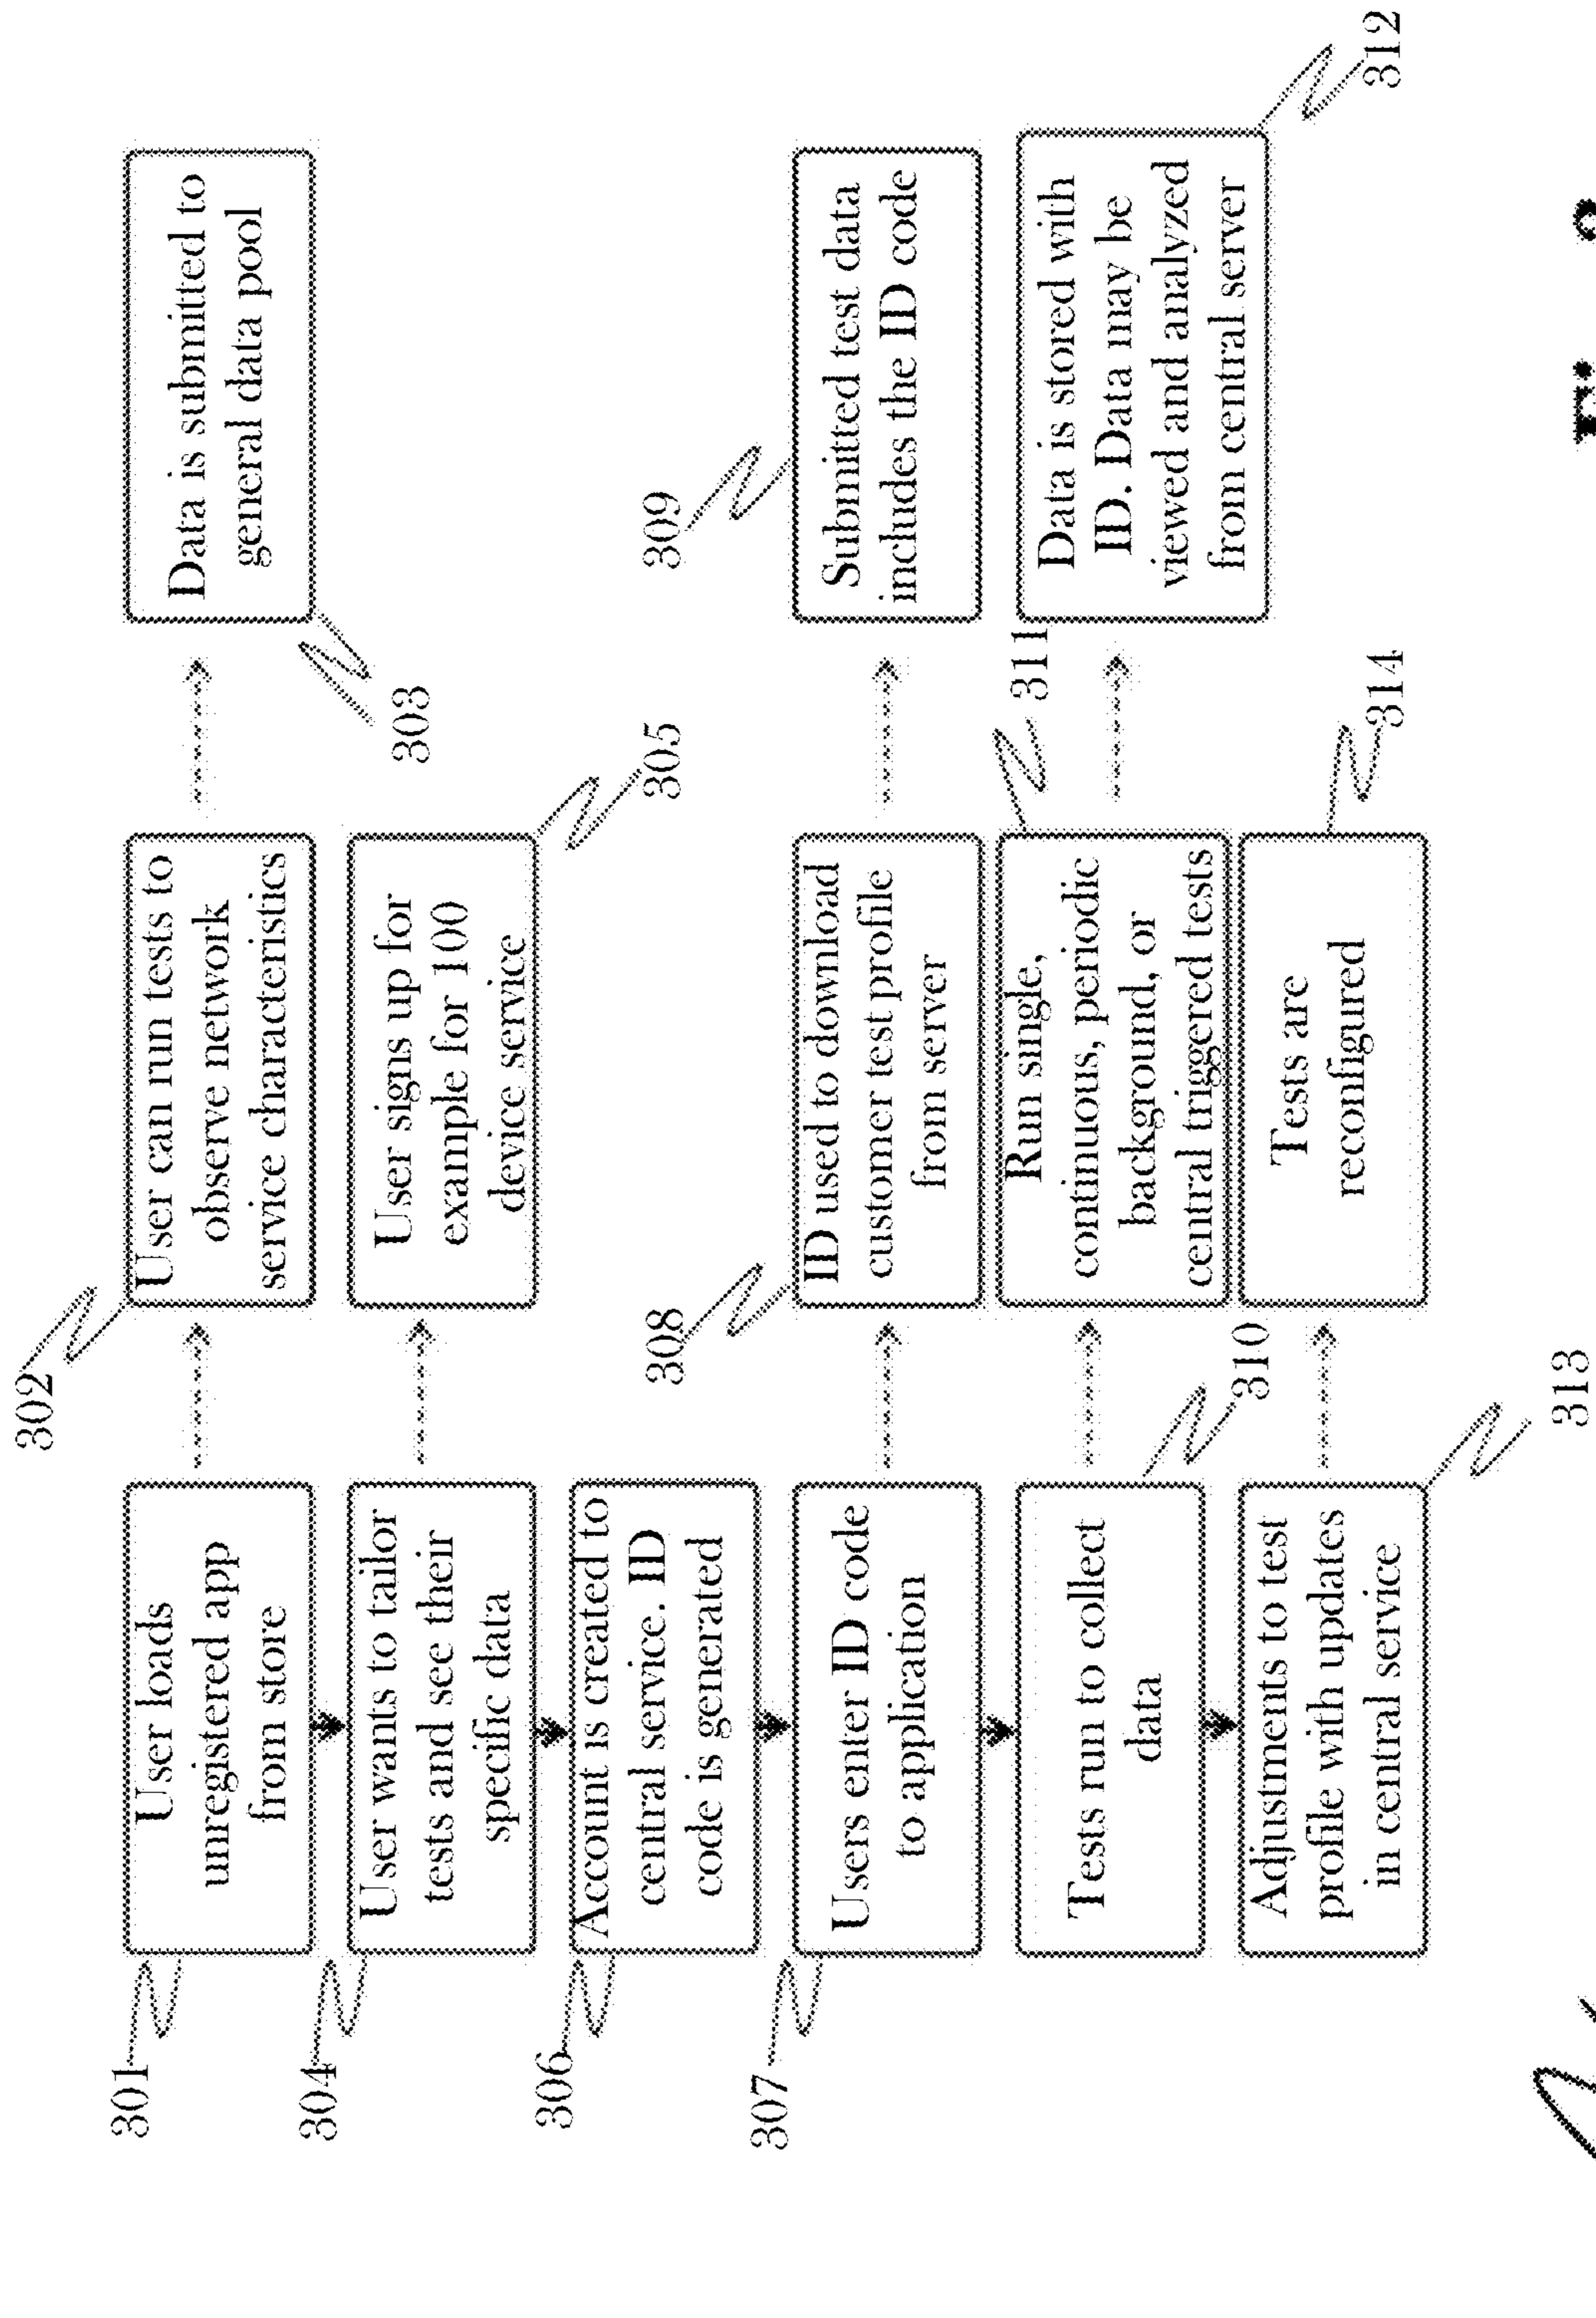 302
User loads
unregistered app
from store
User can run tests to
observe network
service characteristics
Data is submitted to
general data pool
301
303
User wants to tailor
tests and see their
specific data
User signs up for
example for 100
device service
304
305
Account is created to
central service. ID
code is generated
306
308
309
Users enter ID code
to application
ID used to download
customer test profile
from server
Submitted test data
includes the ID code
307
311
Tests run to collect
data
Run single,
continuous, periodic
background, or
central triggered tests
Data is stored with
ID. Data may be
viewed and analyzed
from central server
310
312
Adjustments to test
profile with updates
in central service
Tests are
reconfigured
314
313